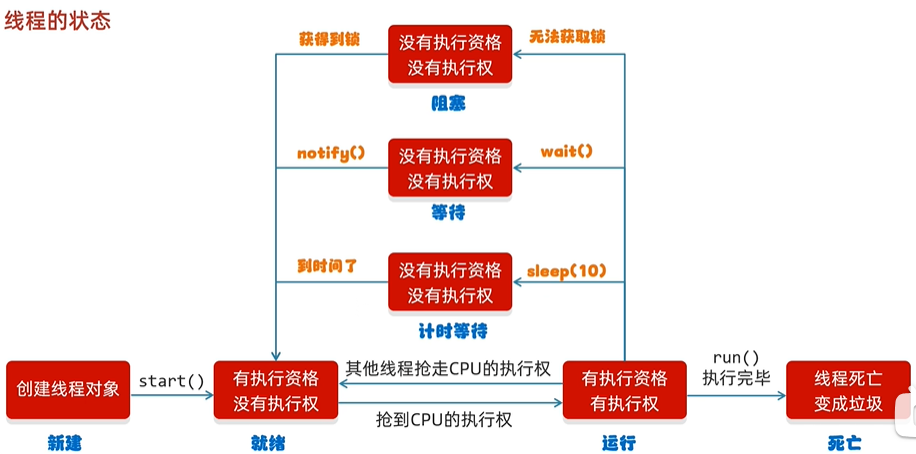 线程的状态
获得到锁
没有执行资格
没有执行权
无法获取锁
阻塞
notify()
没有执行资格
没有执行权
wait()
等待
到时间了
没有执行资格
没有执行权
sleep(10)
计时等待
创建线程对象
新建
start()
有执行资格
没有执行权
就绪
其他线程抢走CPU的执行权
抢到CPU的执行权
有执行资格
有执行权
运行
run()
执行完毕
线程死亡
变成垃圾
死亡